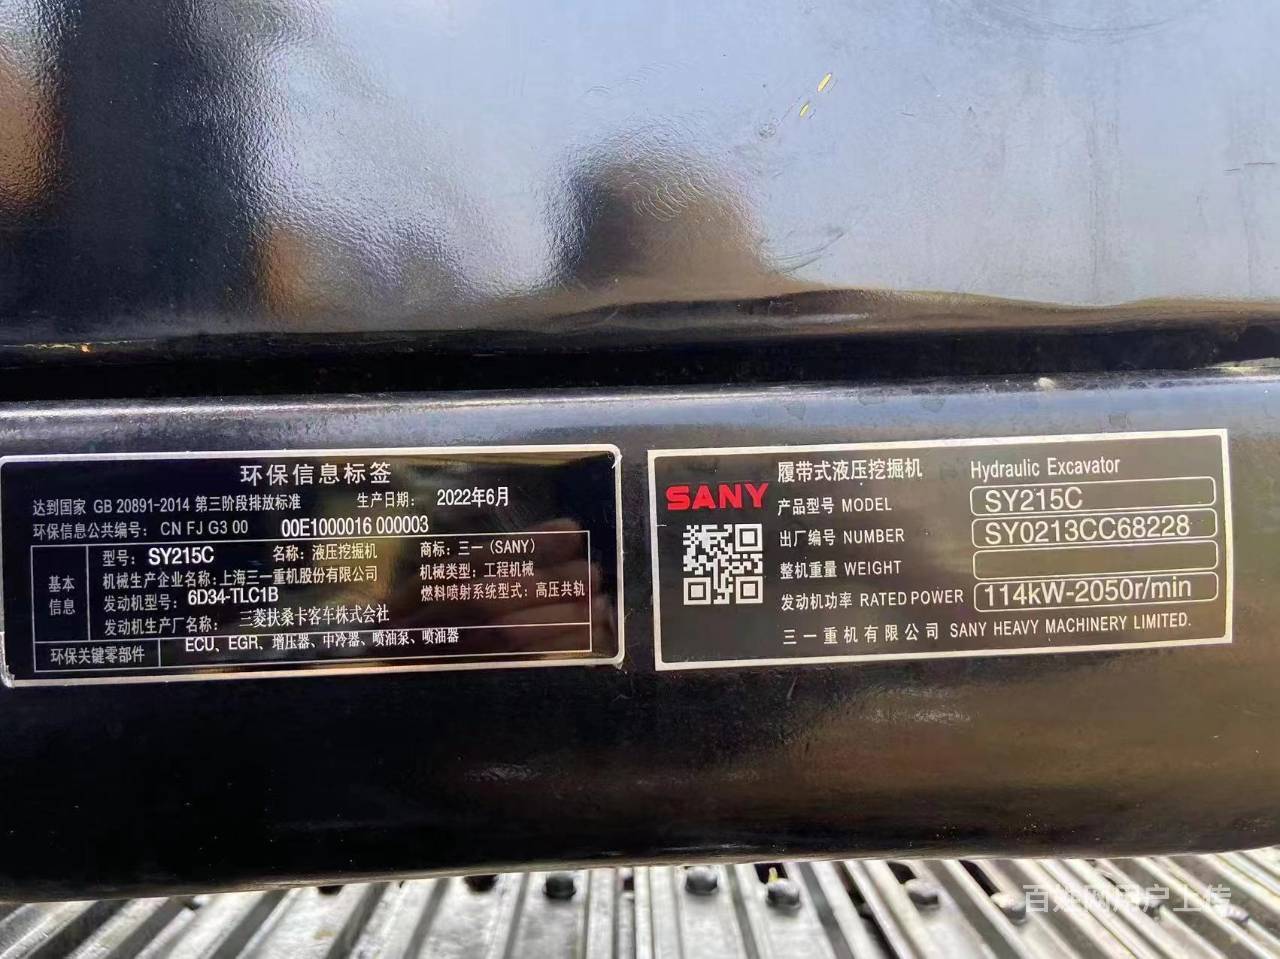 环保信息标签
达到国家 GB 20891-2014 第三阶段排放标准 生产日期: 2022年6月
环保信息公共编号: CN FJ G3 00 00E1000016 000003
基本信息
型号: SY215C 名称: 液压挖掘机 商标: 三一 (SANY)
机械生产企业名称: 上海三一重机股份有限公司 机械类型: 工程机械
发动机型号: 6D34-TLC1B 燃料喷射系统型式: 高压共轨
发动机生产厂名称: 三菱扶桑卡客车株式会社
环保关键零部件 ECU、EGR、增压器、中冷器、喷油泵、喷油器
SANY
履带式液压挖掘机 Hydraulic Excavator
产品型号 MODEL SY215C
出厂编号 NUMBER SY0213CC68228
整机重量 WEIGHT
发动机功率 RATED POWER 114kW-2050r/min
三一重机有限公司 SANY HEAVY MACHINERY LIMITED.
百姓网用户上传